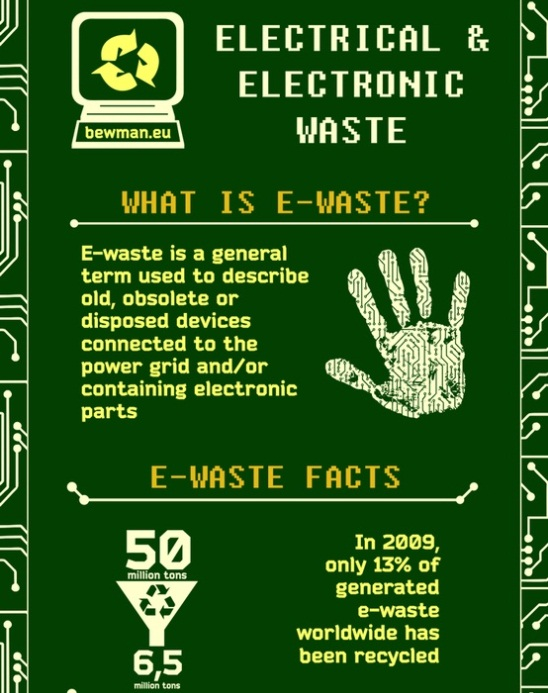 bewman.eu
ELECTRICAL &
ELECTRONIC
WASTE
WHAT IS E-WASTE?
E-waste is a general
term used to describe
old, obsolete or
disposed devices
connected to the
power grid and/or
containing electronic
parts
E-WASTE FACTS
50
million tons
6,5
million tons
In 2009,
only 13% of
generated
e-waste
worldwide has
been recycled